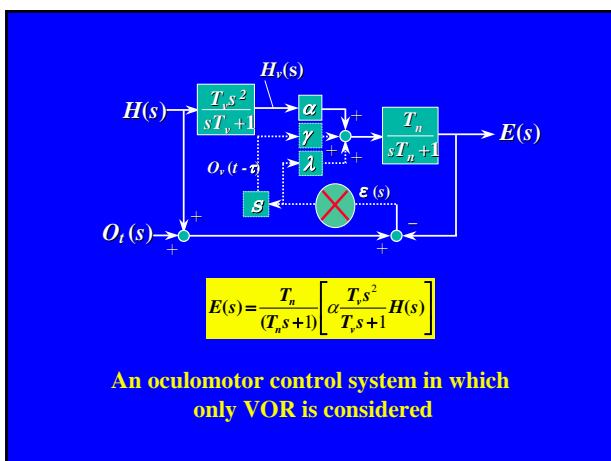 H_v(s)
H(s)
T_v s^2
sT_v+1
α
+
γ
+
λ
+
T_n
sT_n+1
E(s)
O_v(t-τ)
s
ε(s)
+
−
O_t(s)
+
+
E(s)= T_n/(T_n s+1) [α T_v s^2/T_v s+1 H(s)]
An oculomotor control system in which
only VOR is considered